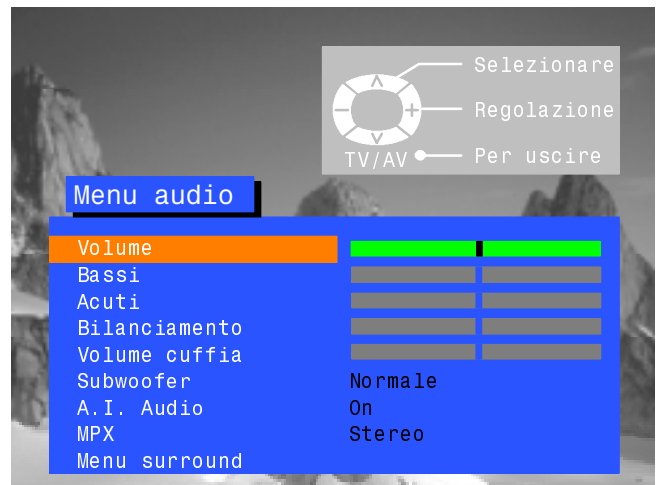 Selezionare
Regolazione
TV/AV Per uscire
Menu audio
Volume
Bassi
Acuti
Bilanciamento
Volume cuffia
Subwoofer Normale
A.I. Audio On
MPX Stereo
Menu surround